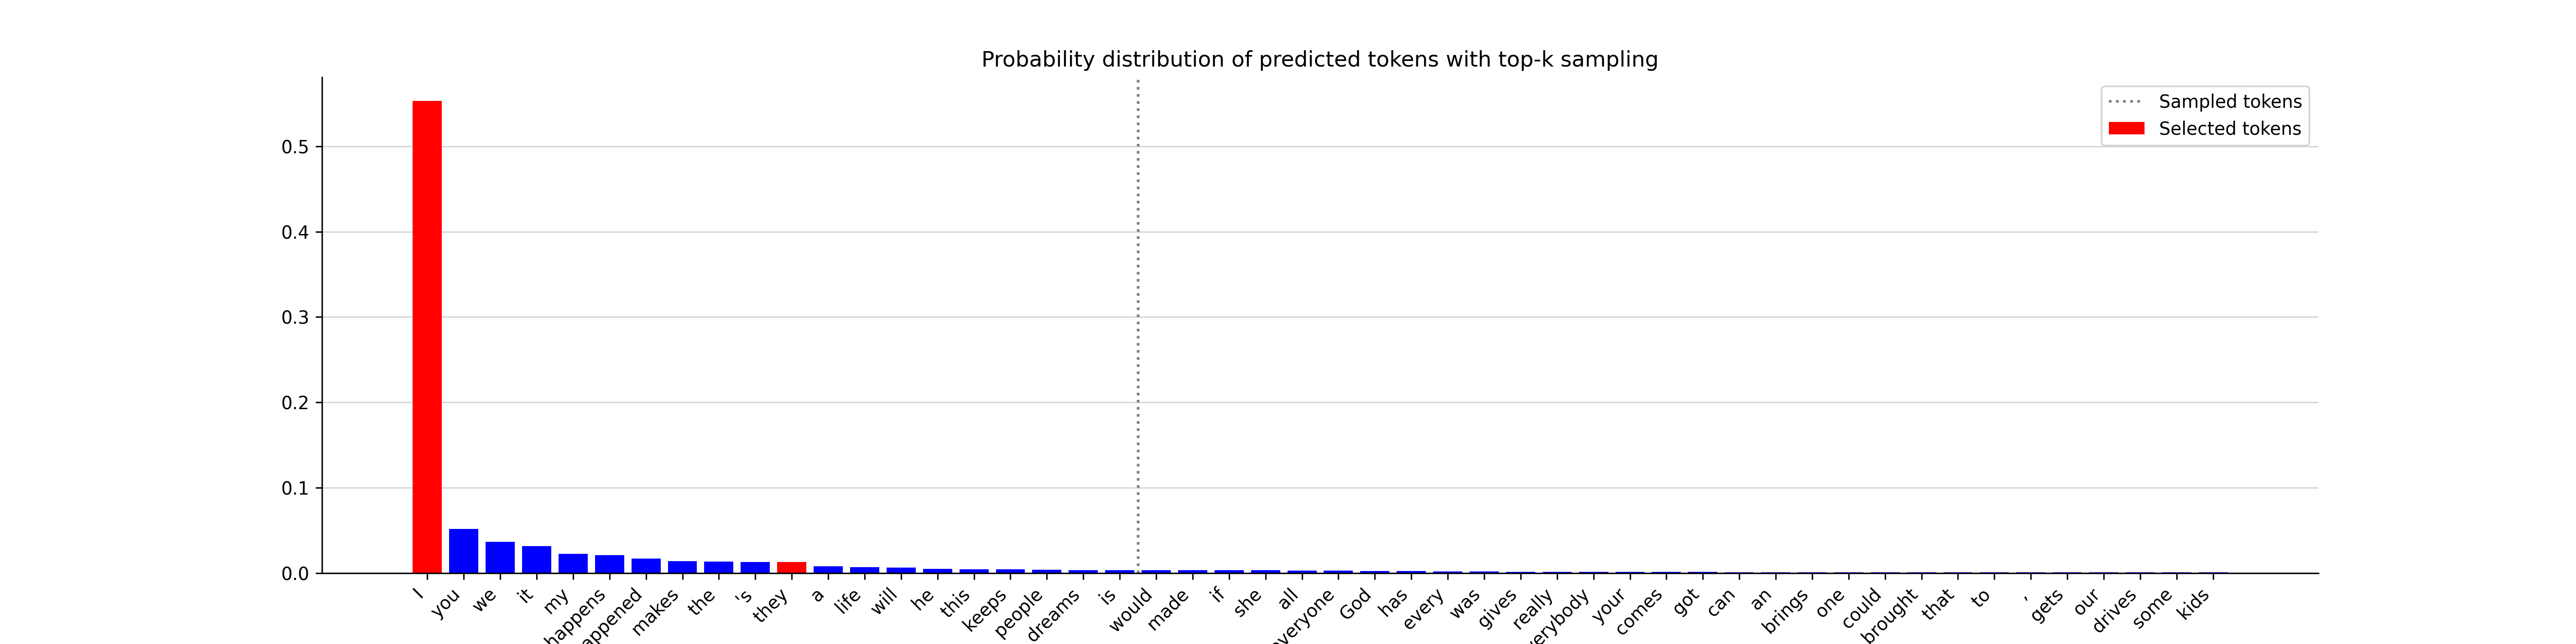 Probability distribution of predicted tokens with top-k sampling
Sampled tokens
Selected tokens
0.5
0.4
0.3
0.2
0.1
0.0
I you we it my happens appened makes the 's they a life will he this keeps people dreams is would made if she all everyone God has every was gives really erybody your comes got can an brings one could brought that to , gets our drives some kids